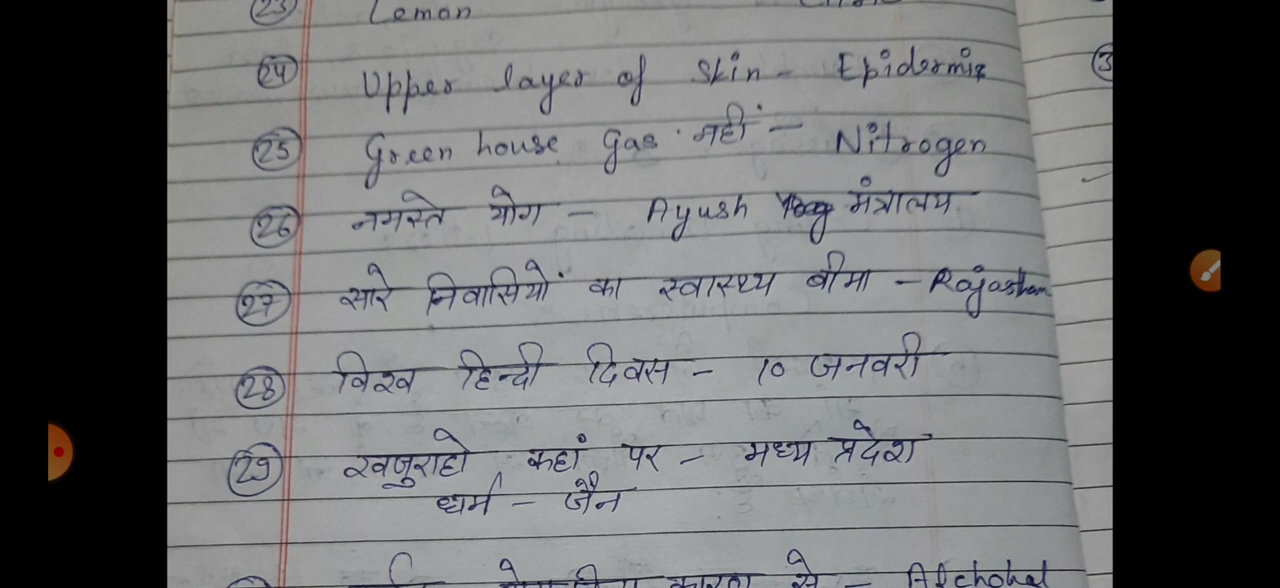 23 Lemon
24 Upper layer of skin - Epidermis
25 Green house Gas नहीं - Nitrogen
26 नमस्ते योग - Ayush मंत्रालय
27 सारे निवासियों का स्वास्थ्य बीमा - Rajasthan
28 विश्व हिन्दी दिवस - 10 जनवरी
29 खजुराहो कहां पर - मध्य प्रदेश
धर्म - जैन
से - Alchohal